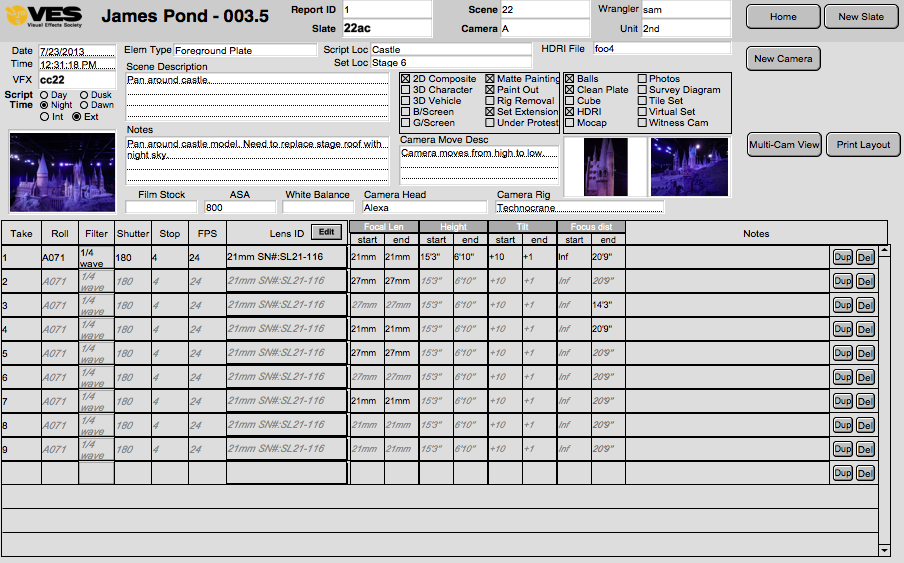 VES
Visual Effects Society
James Pond - 003.5
Report ID 1 Scene 22 Wrangler sam
Slate 22ac Camera A Unit 2nd
Home New Slate
Date 7/23/2013 Elem Type Foreground Plate Script Loc Castle HDRI File foo4
Time 12:31:18 PM Set Loc Stage 6
New Camera
VFX cc22
Scene Description
Pan around castle.
Script Time Day Dusk
Night Dawn
Int Ext
2D Composite Matte Painting Balls Photos
3D Character Paint Out Clean Plate Survey Diagram
3D Vehicle Rig Removal Cube Tile Set
B/Screen Set Extension HDRI Virtual Set
G/Screen Under Protest Mocap Witness Cam
Notes
Pan around castle model. Need to replace stage roof with
night sky.
Camera Move Desc
Camera moves from high to low.
Multi-Cam View Print Layout
Film Stock ASA White Balance Camera Head Camera Rig
800 Alexa Technocrane
Take Roll Filter Shutter Stop FPS Lens ID Edit Focal Len Height Tilt Focus dist Notes
start end start end start end start end
1 A071 1/4 wave 180 4 24 21mm SN#:SL21-116 21mm 21mm 15'3" 6'10" +10 +1 Inf 20'9" Dup Del
2 A071 1/4 wave 180 4 24 21mm SN#:SL21-116 27mm 27mm 15'3" 6'10" +10 +1 Inf 20'9" Dup Del
3 A071 1/4 wave 180 4 24 21mm SN#:SL21-116 27mm 27mm 15'3" 6'10" +10 +1 Inf 14'3" Dup Del
4 A071 1/4 wave 180 4 24 21mm SN#:SL21-116 21mm 21mm 15'3" 6'10" +10 +1 Inf 20'9" Dup Del
5 A071 1/4 wave 180 4 24 21mm SN#:SL21-116 27mm 27mm 15'3" 6'10" +10 +1 Inf 20'9" Dup Del
6 A071 1/4 wave 180 4 24 21mm SN#:SL21-116 27mm 27mm 15'3" 6'10" +10 +1 Inf 20'9" Dup Del
7 A071 1/4 wave 180 4 24 21mm SN#:SL21-116 21mm 21mm 15'3" 6'10" +10 +1 Inf 20'9" Dup Del
8 A071 1/4 wave 180 4 24 21mm SN#:SL21-116 21mm 21mm 15'3" 6'10" +10 +1 Inf 20'9" Dup Del
9 A071 1/4 wave 180 4 24 21mm SN#:SL21-116 21mm 21mm 15'3" 6'10" +10 +1 Inf 20'9" Dup Del
Dup Del